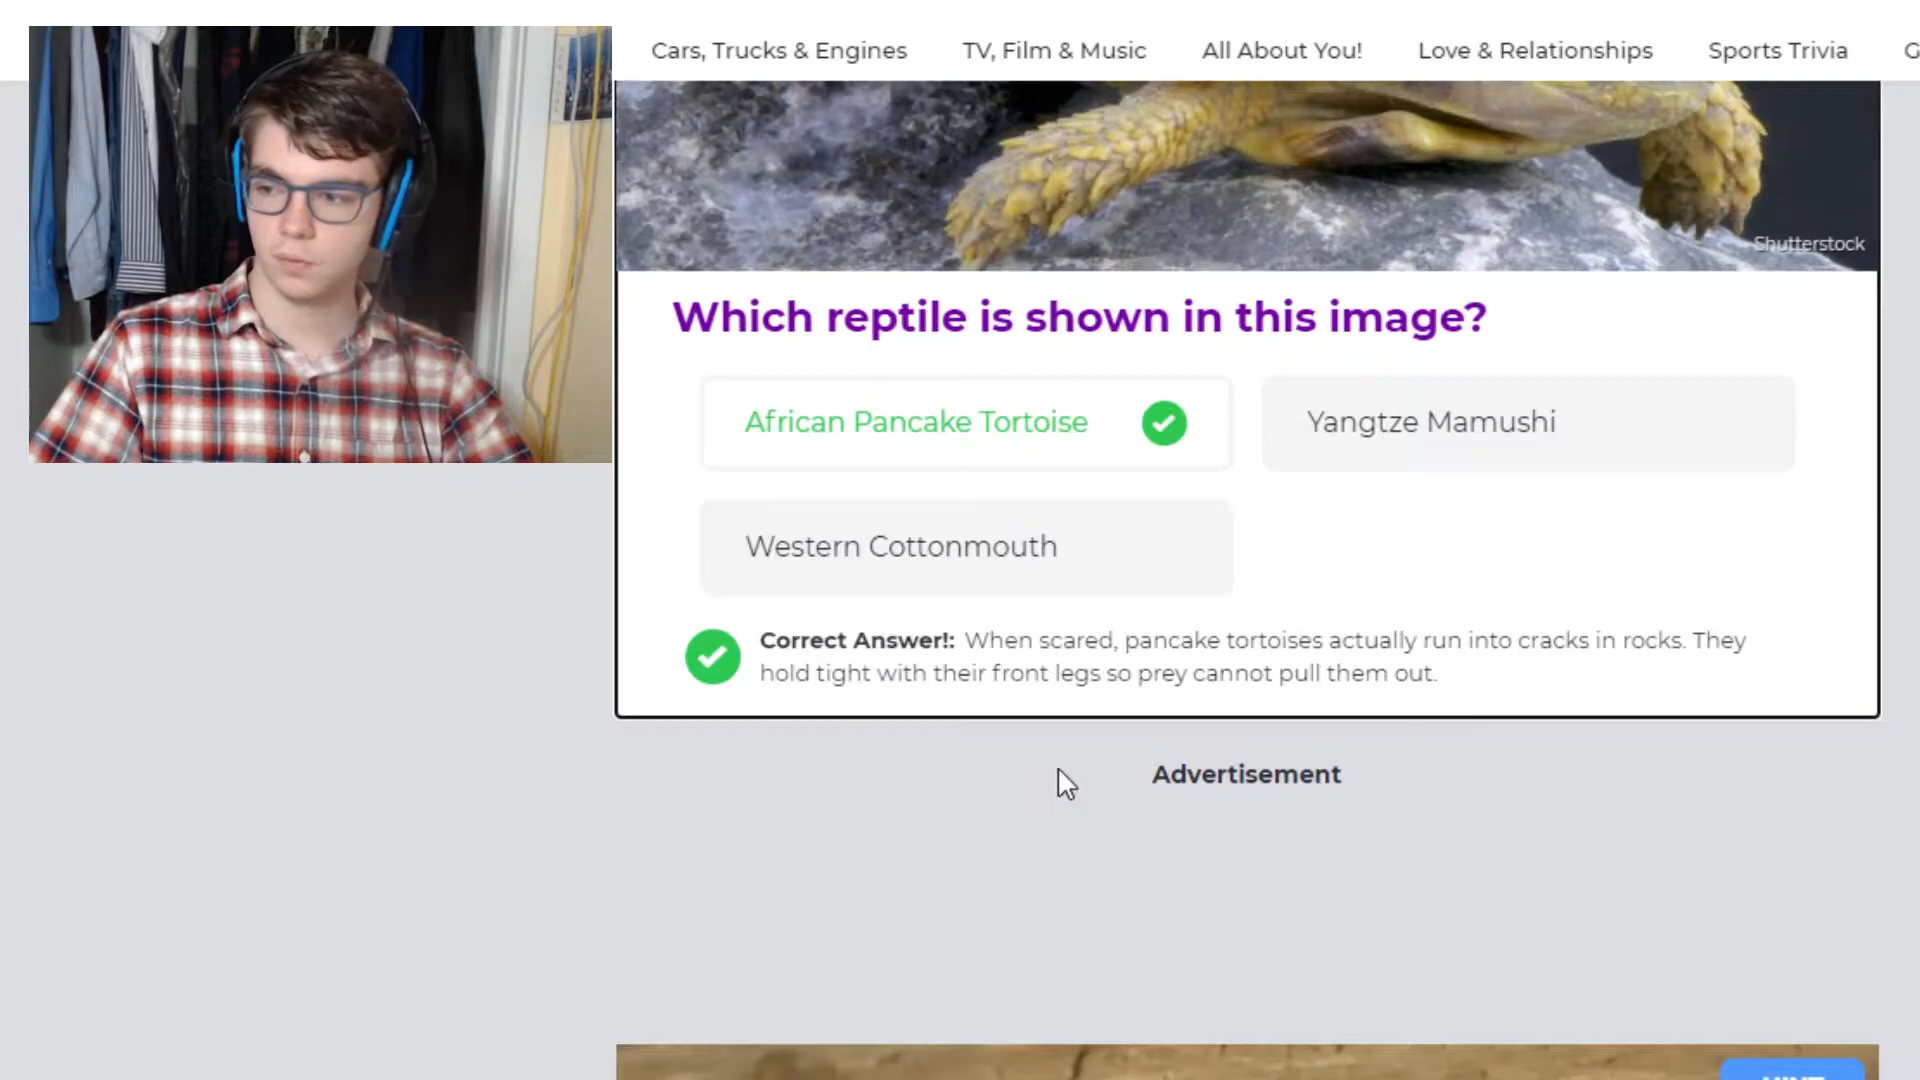 Cars, Trucks & Engines
TV, Film & Music
All About You!
Love & Relationships
Sports Trivia
G
Shutterstock
Which reptile is shown in this image?
African Pancake Tortoise
Yangtze Mamushi
Western Cottonmouth
Correct Answer!: When scared, pancake tortoises actually run into cracks in rocks. They
hold tight with their front legs so prey cannot pull them out.
Advertisement